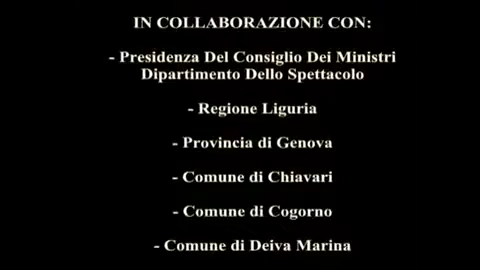 IN COLLABORAZIONE CON:
- Presidenza Del Consiglio Dei Ministri
Dipartimento Dello Spettacolo
- Regione Liguria
- Provincia di Genova
- Comune di Chiavari
- Comune di Cogorno
- Comune di Deiva Marina